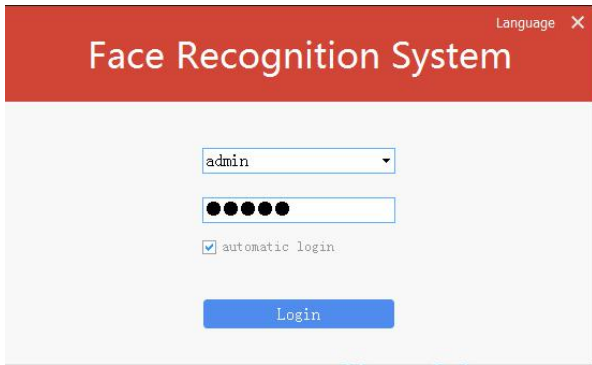 Language
Face Recognition System
admin
●●●●●
automatic login
Login